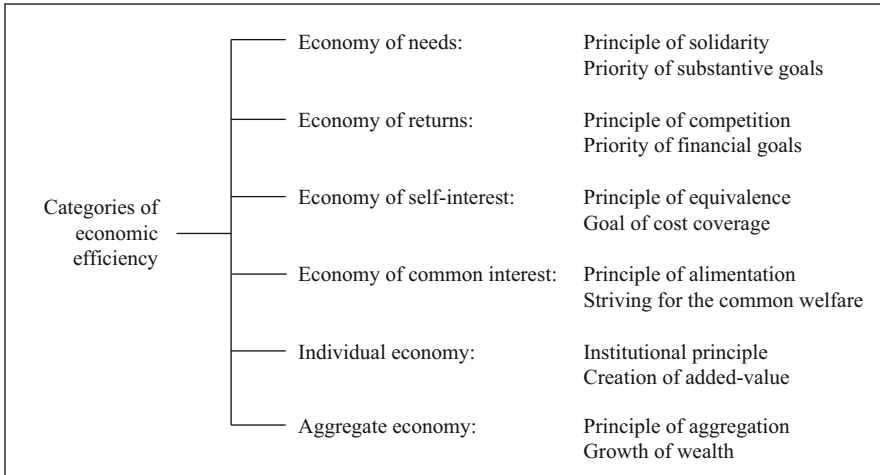 Economy of needs: Principle of solidarity
Priority of substantive goals
Economy of returns: Principle of competition
Priority of financial goals
Economy of self-interest: Principle of equivalence
Goal of cost coverage
Categories of
economic
efficiency
Economy of common interest: Principle of alimentation
Striving for the common welfare
Individual economy: Institutional principle
Creation of added-value
Aggregate economy: Principle of aggregation
Growth of wealth